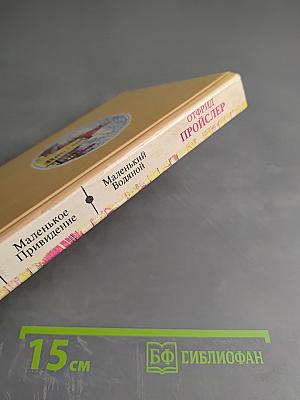 ОТФРИД
ПРОЙСЛЕР
Маленький
Водяной
Маленькое
Привидение
15 см
БФ БИБЛИОФАН